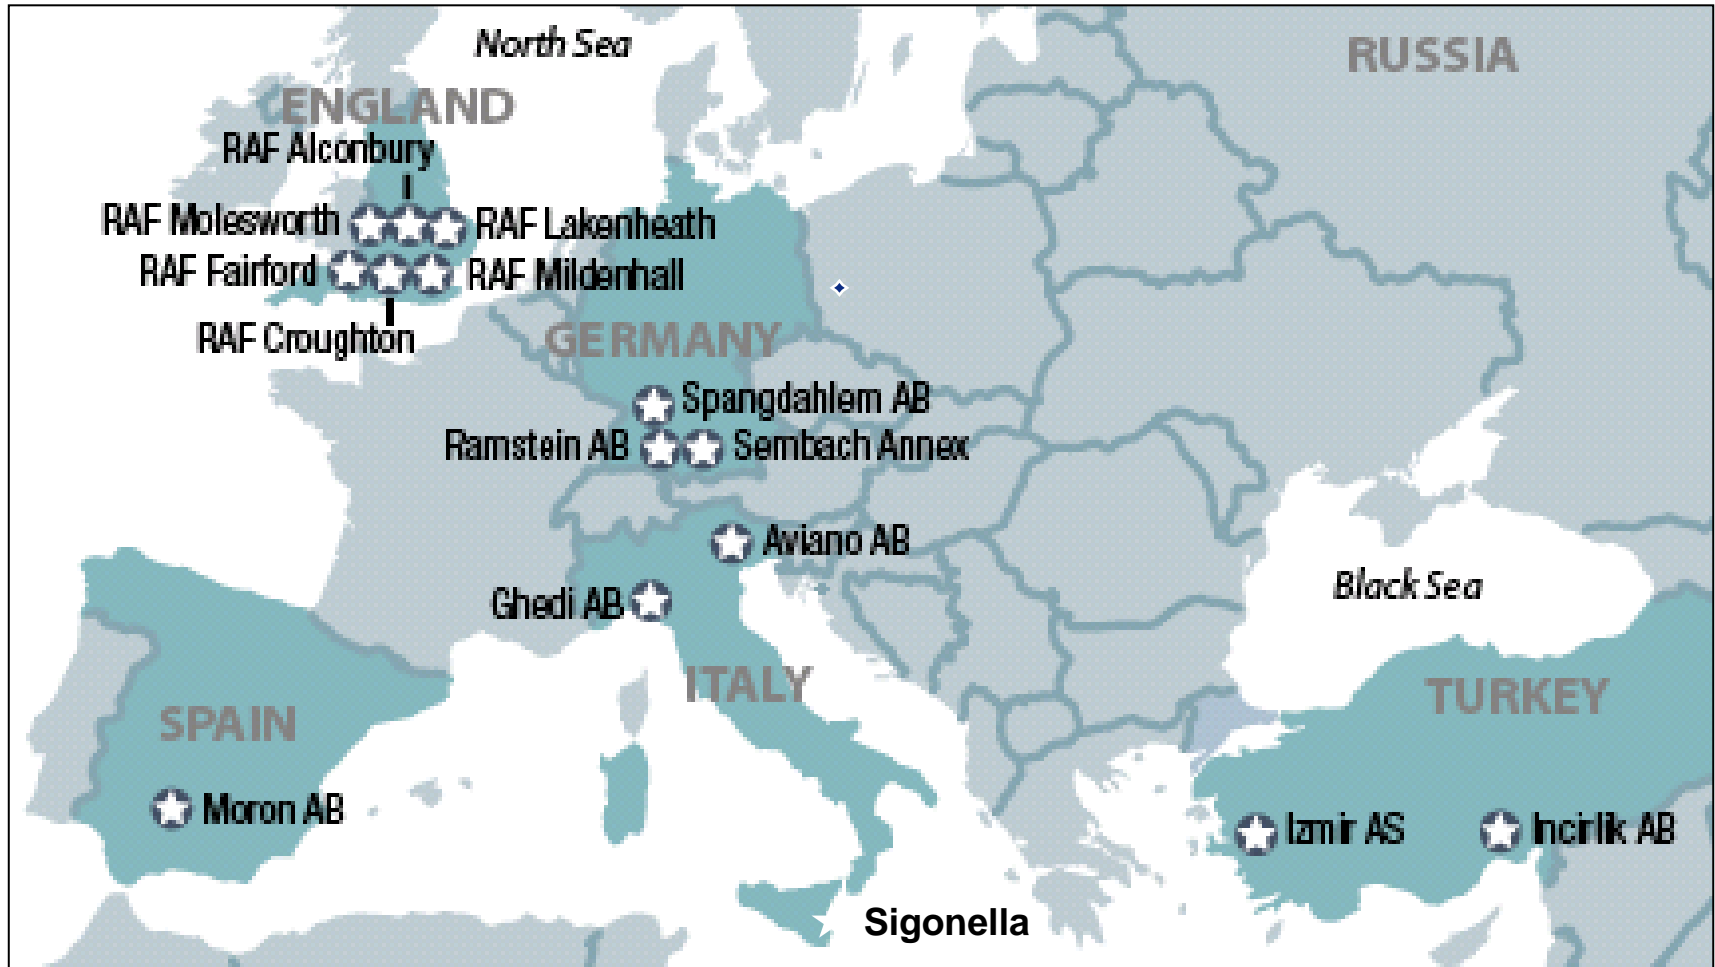 North Sea
RUSSIA
ENGLAND
RAF Alconbury
RAF Molesworth
RAF Lakenheath
RAF Fairford
RAF Mildenhall
RAF Croughton
GERMANY
Spangdahlem AB
Ramstein AB
Sembach Annex
Aviano AB
Ghedi AB
Black Sea
ITALY
TURKEY
SPAIN
Moron AB
Izmir AS
Incirlik AB
Sigonella